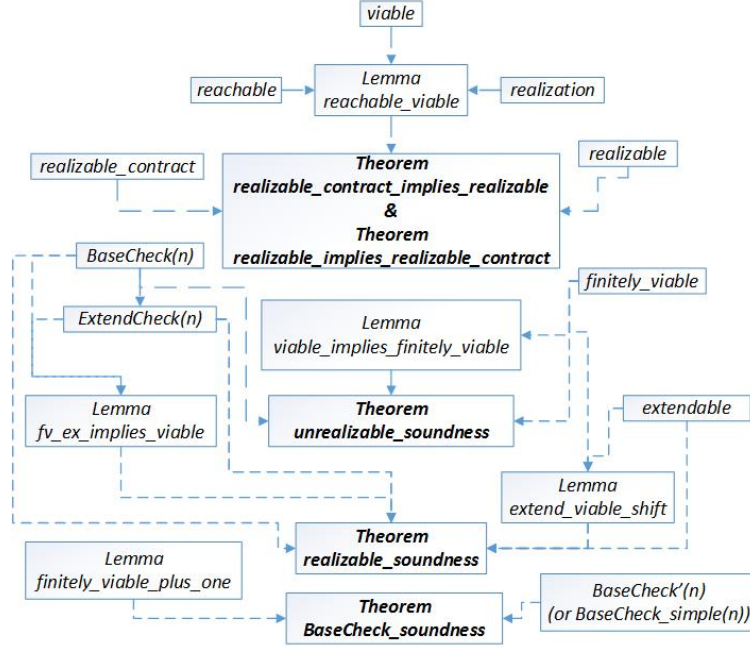 viable
reachable
Lemma
reachable_viable
realization
realizable_contract
Theorem
realizable_contract_implies_realizable
&
Theorem
realizable_implies_realizable_contract
realizable
BaseCheck(n)
finitely_viable
ExtendCheck(n)
Lemma
viable_implies_finitely_viable
Lemma
fv_ex_implies_viable
Theorem
unrealizable_soundness
extendable
Lemma
extend_viable_shift
Theorem
realizable_soundness
Lemma
finitely_viable_plus_one
Theorem
BaseCheck_soundness
BaseCheck’(n)
(or BaseCheck_simple(n))